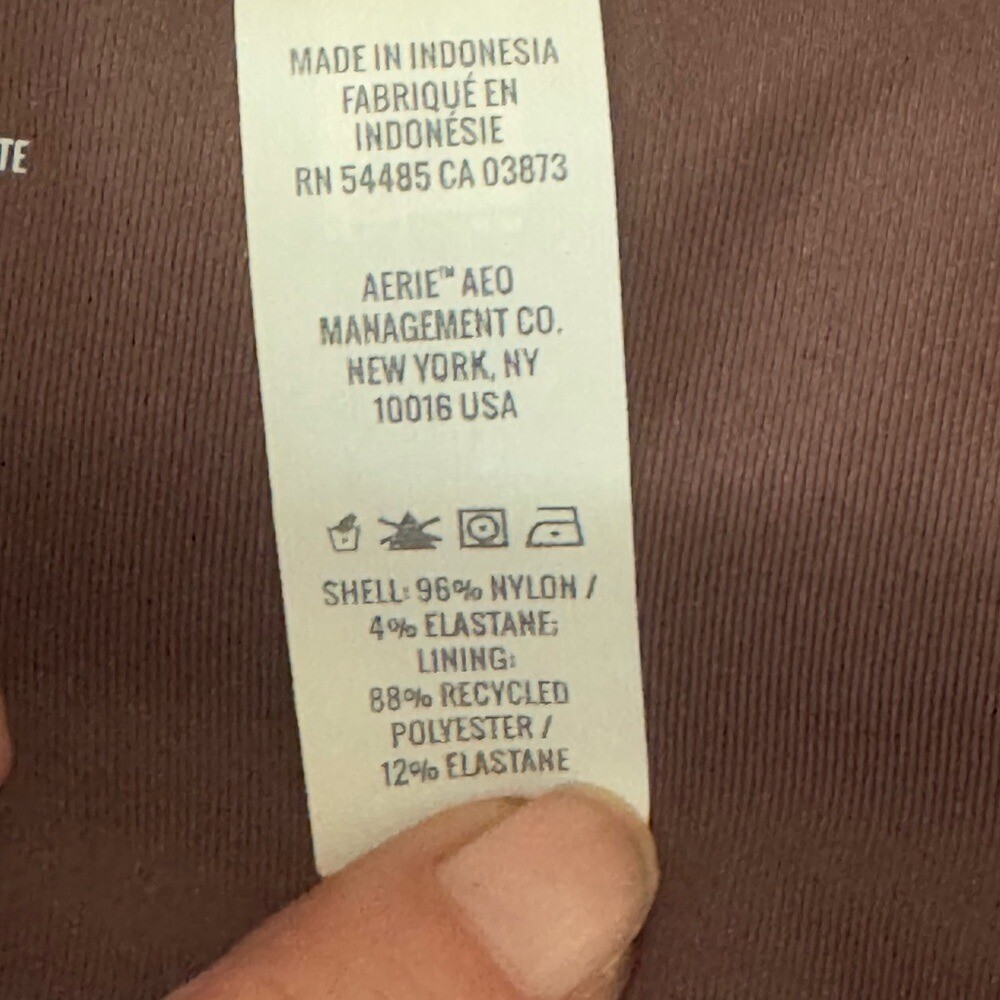 MADE IN INDONESIA
FABRIQUÉ EN
INDONÉSIE
RN 54485 CA 03873
TE
AERIE™ AEO
MANAGEMENT CO.
NEW YORK, NY
10016 USA
SHELL: 96% NYLON /
4% ELASTANE;
LINING:
88% RECYCLED
POLYESTER /
12% ELASTANE